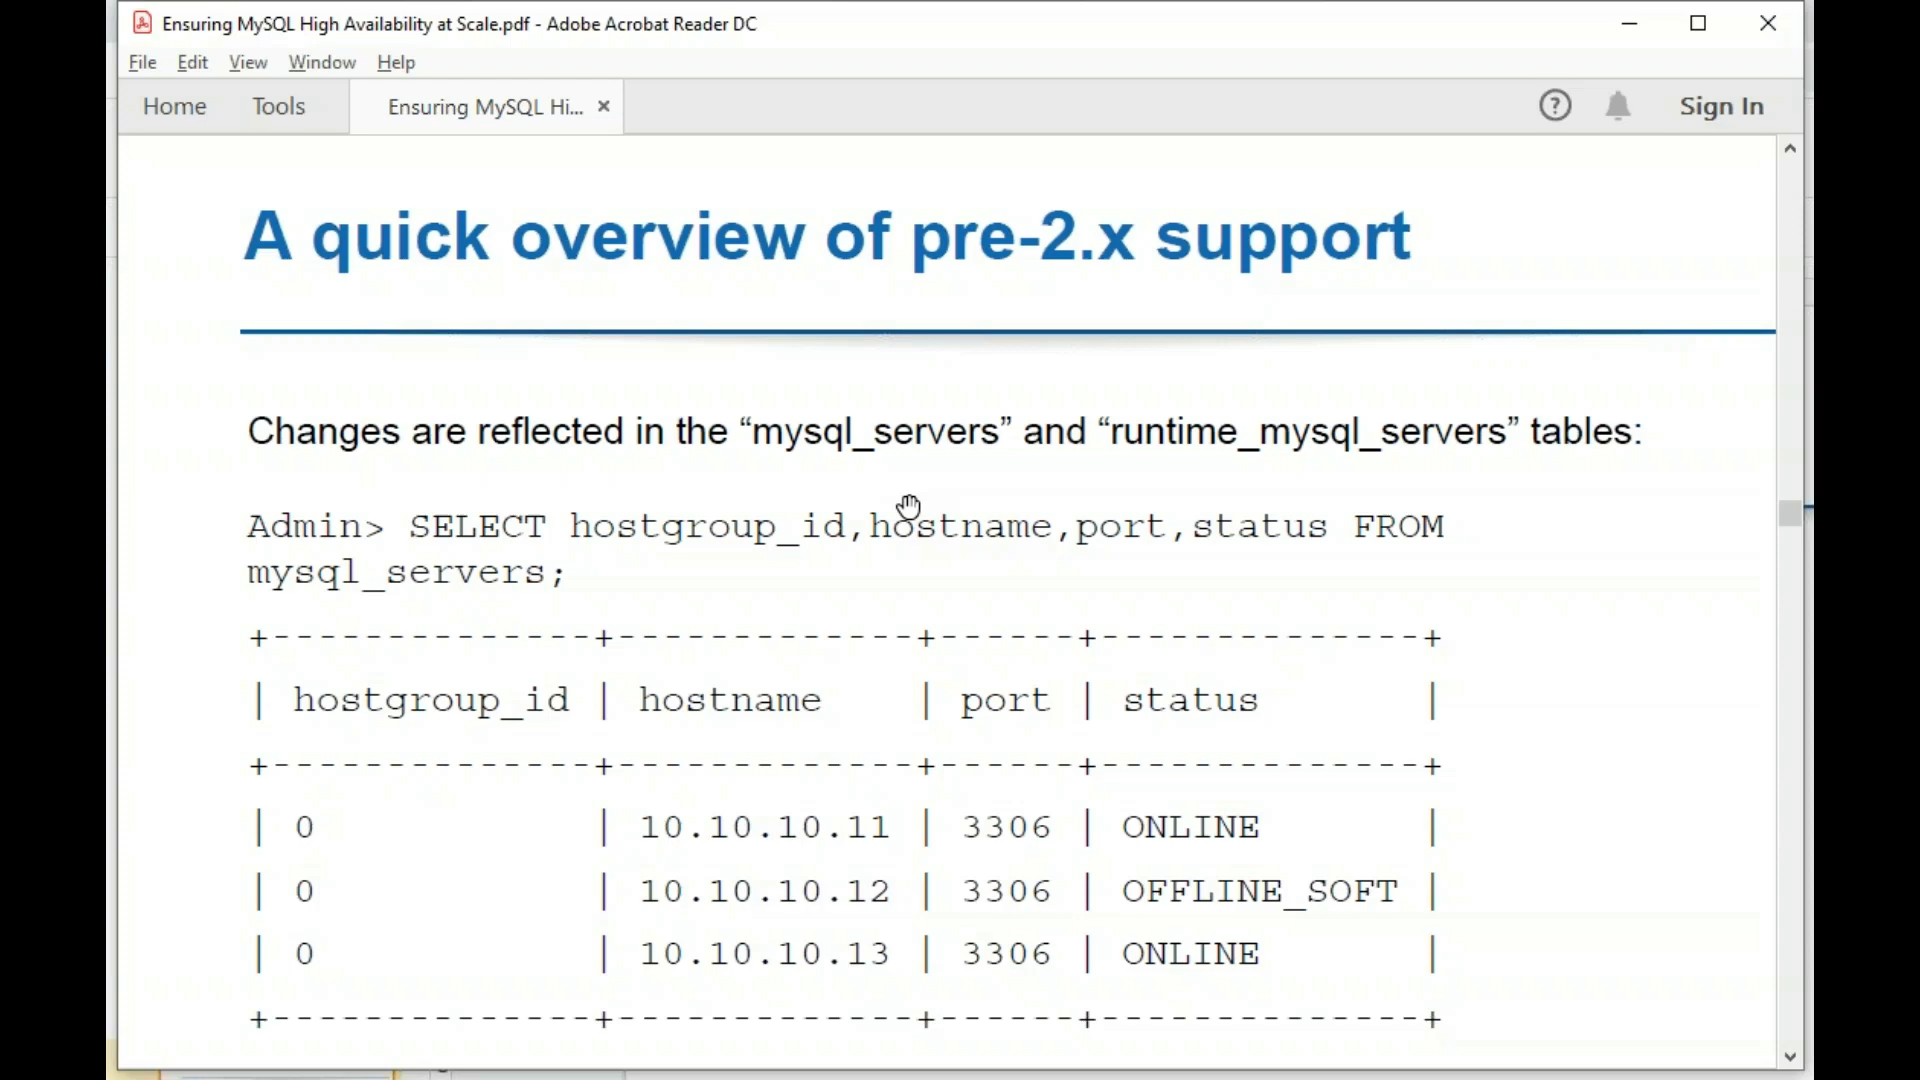 Ensuring MySQL High Availability at Scale.pdf - Adobe Acrobat Reader DC
File Edit View Window Help
Home Tools Ensuring MySQL Hi... × ? Sign In
A quick overview of pre-2.x support
Changes are reflected in the “mysql_servers” and “runtime_mysql_servers” tables:
Admin> SELECT hostgroup_id,hostname,port,status FROM
mysql_servers;
+--------------+-------------+------+--------------+
| hostgroup_id | hostname    | port | status       |
+--------------+-------------+------+--------------+
| 0            | 10.10.10.11 | 3306 | ONLINE       |
| 0            | 10.10.10.12 | 3306 | OFFLINE_SOFT |
| 0            | 10.10.10.13 | 3306 | ONLINE       |
+--------------+-------------+------+--------------+